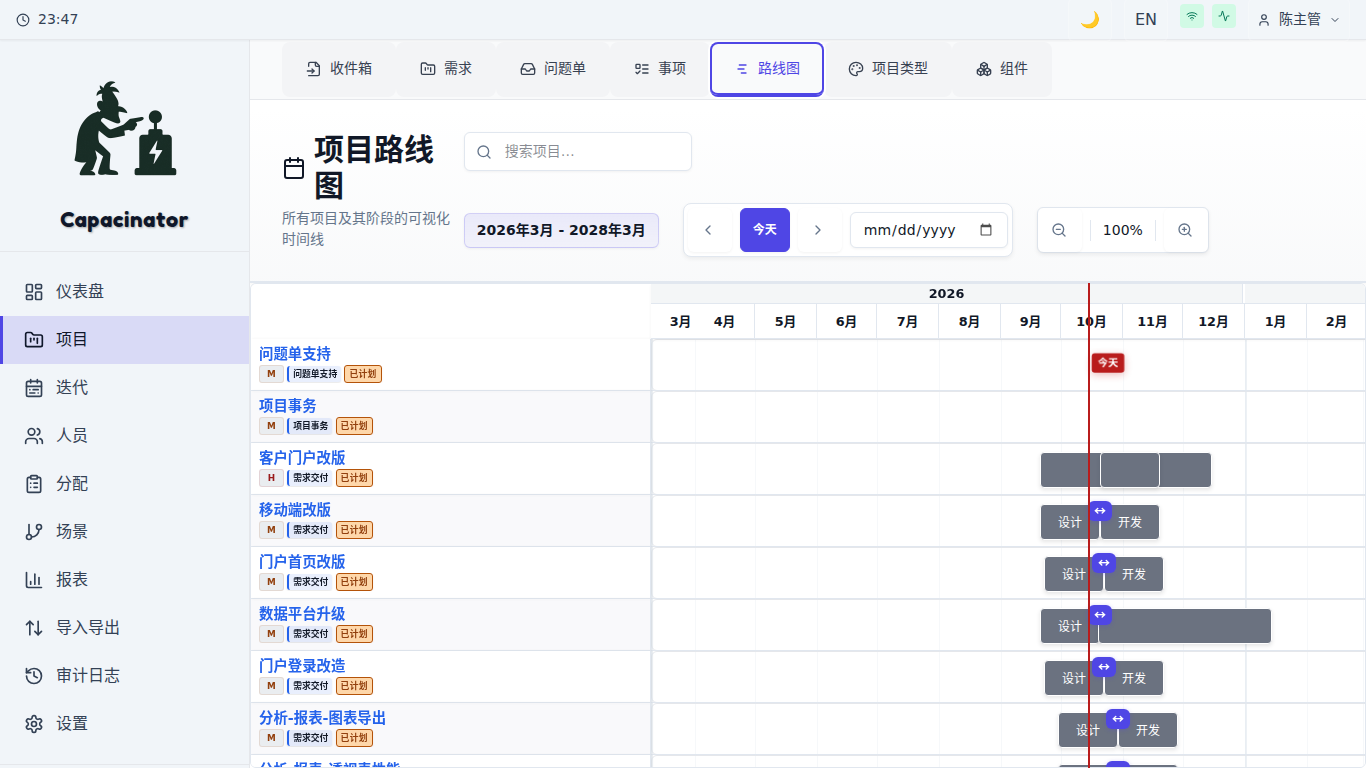 23:47
EN
陈主管
收件箱
需求
问题单
事项
路线图
项目类型
组件
Capacinator
仪表盘
项目
迭代
人员
分配
场景
报表
导入导出
审计日志
设置
项目路线图
所有项目及其阶段的可视化时间线
搜索项目...
2026年3月 - 2028年3月
今天
mm/dd/yyyy
100%
2026
3月 4月 5月 6月 7月 8月 9月 10月 11月 12月 1月 2月
今天
问题单支持
M 问题单支持 已计划
项目事务
M 项目事务 已计划
客户门户改版
H 需求交付 已计划
移动端改版
M 需求交付 已计划
设计 开发
门户首页改版
M 需求交付 已计划
设计 开发
数据平台升级
M 需求交付 已计划
设计
门户登录改造
M 需求交付 已计划
设计 开发
分析-报表-图表导出
M 需求交付 已计划
设计 开发
分析-报表-透视表性能